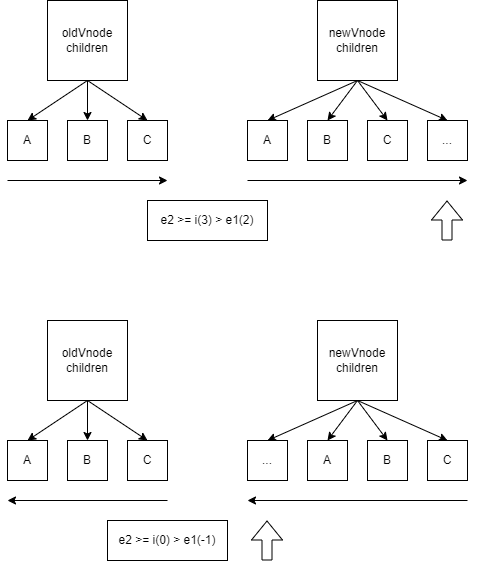 oldVnode
children
newVnode
children
A
B
C
A
B
C
...
e2 >= i(3) > e1(2)
oldVnode
children
newVnode
children
A
B
C
...
A
B
C
e2 >= i(0) > e1(-1)